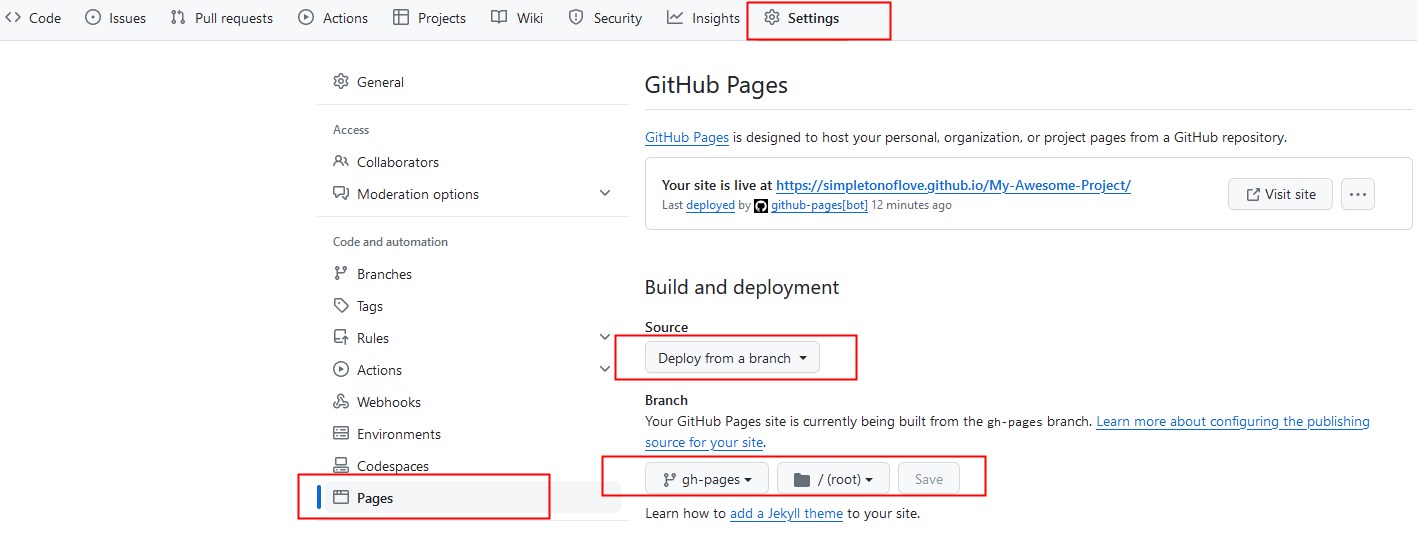 Code Issues Pull requests Actions Projects Wiki Security Insights Settings
General
Access
Collaborators
Moderation options
Code and automation
Branches
Tags
Rules
Actions
Webhooks
Environments
Codespaces
Pages
GitHub Pages
GitHub Pages is designed to host your personal, organization, or project pages from a GitHub repository.
Your site is live at https://simpletonoflove.github.io/My-Awesome-Project/
Last deployed by github-pages[bot] 12 minutes ago
Visit site
Build and deployment
Source
Deploy from a branch
Branch
Your GitHub Pages site is currently being built from the gh-pages branch. Learn more about configuring the publishing
source for your site.
gh-pages / (root) Save
Learn how to add a Jekyll theme to your site.